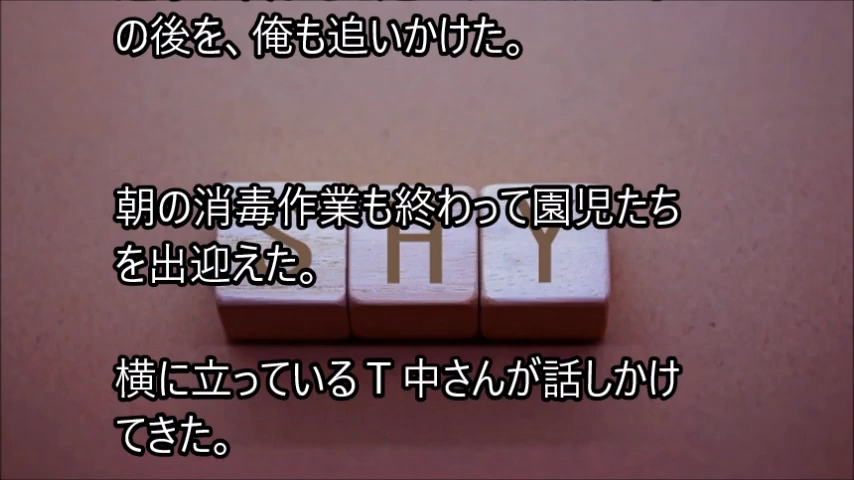 の後を、俺も追いかけた。
朝の消毒作業も終わって園児たち
を出迎えた。
SHY
横に立っているT中さんが話しかけ
てきた。